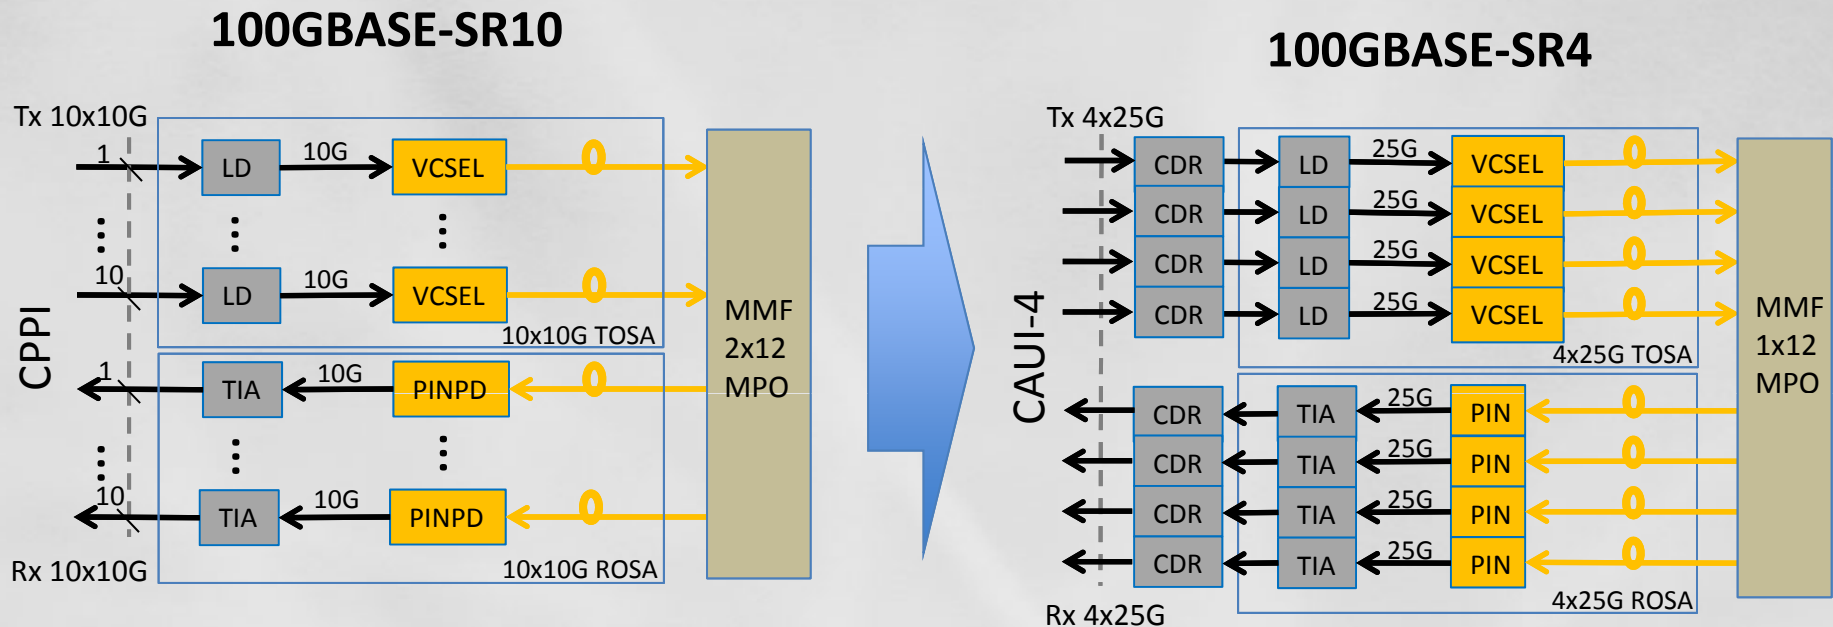 100GBASE-SR10
Tx 10x10G
1
LD
10G
VCSEL
10
LD
10G
VCSEL
10x10G TOSA
CPPI
1
TIA
10G
PINPD
10
TIA
10G
PINPD
10x10G ROSA
Rx 10x10G
MMF
2x12
MPO
100GBASE-SR4
Tx 4x25G
CDR
LD
25G
VCSEL
CDR
LD
25G
VCSEL
CDR
LD
25G
VCSEL
CDR
LD
25G
VCSEL
4x25G TOSA
CAUI-4
CDR
TIA
25G
PIN
CDR
TIA
25G
PIN
CDR
TIA
25G
PIN
CDR
TIA
25G
PIN
4x25G ROSA
Rx 4x25G
MMF
1x12
MPO